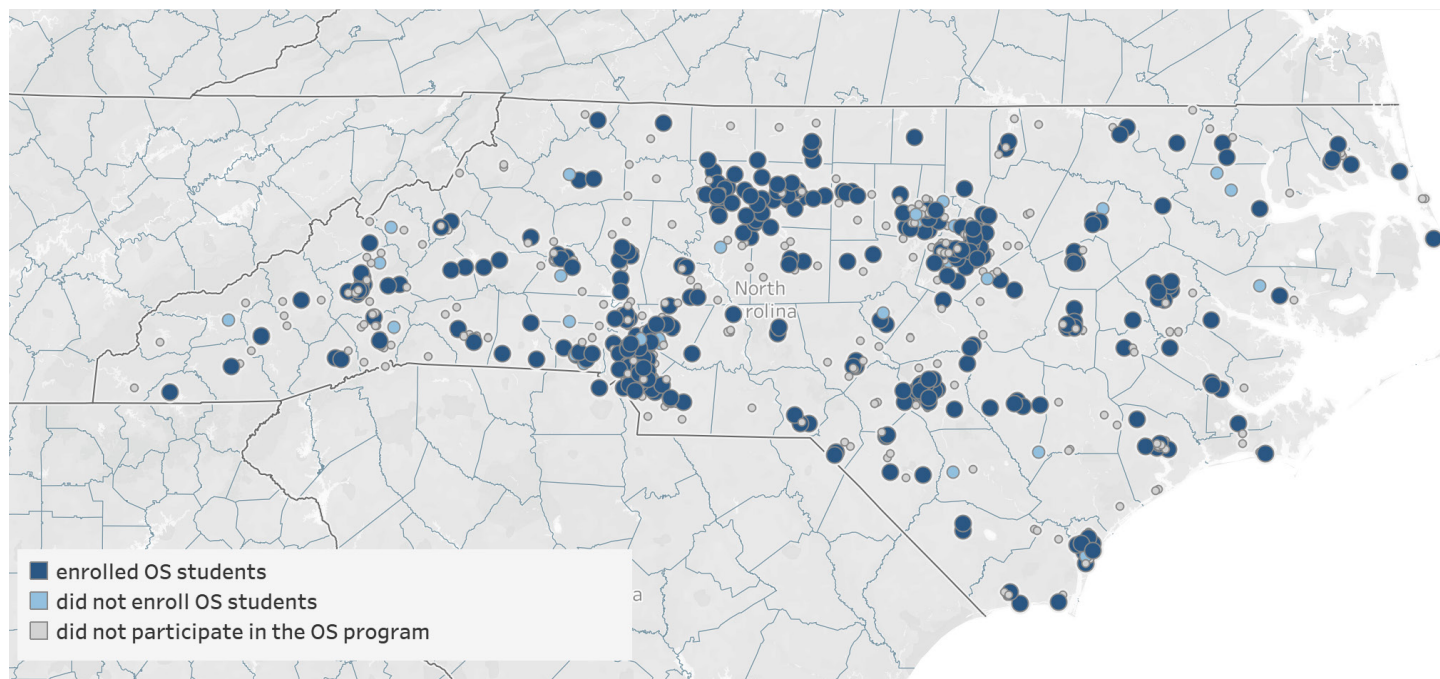 North
rolina
enrolled OS students
did not enroll OS students
did not participate in the OS program
a